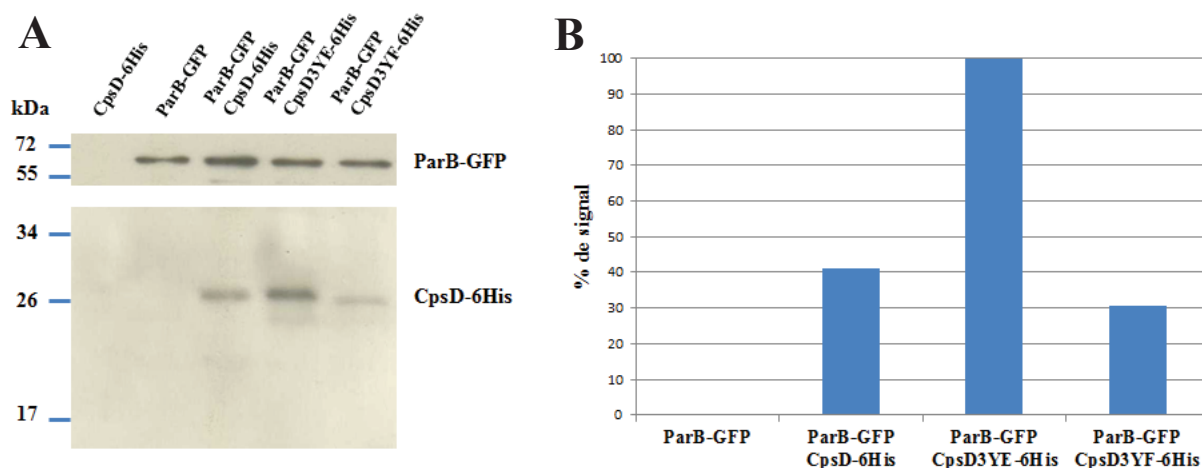 A
CpsD-6His
ParB-GFP
ParB-GFP
CpsD-6His
ParB-GFP
CpsD3YE-6His
ParB-GFP
CpsD3YF-6His
kDa
72
55
ParB-GFP
34
26
CpsD-6His
17
B
% de signal
100
90
80
70
60
50
40
30
20
10
0
ParB-GFP
ParB-GFP
CpsD-6His
ParB-GFP
CpsD3YE-6His
ParB-GFP
CpsD3YF-6His